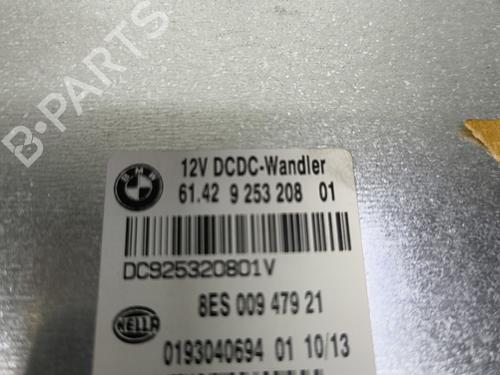 B-PARTS
BMW
12V DCDC-Wandler
61.42 9 253 208 01
DC925320801V
HELLA
8ES 009 479 21
0193040694 01 10/13